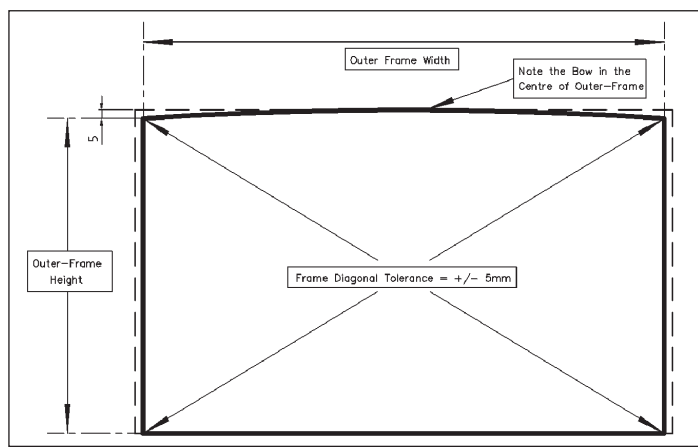 Outer Frame Width
Note the Bow in the
Centre of Outer-Frame
5
Outer-Frame
Height
Frame Diagonal Tolerance = +/- 5mm